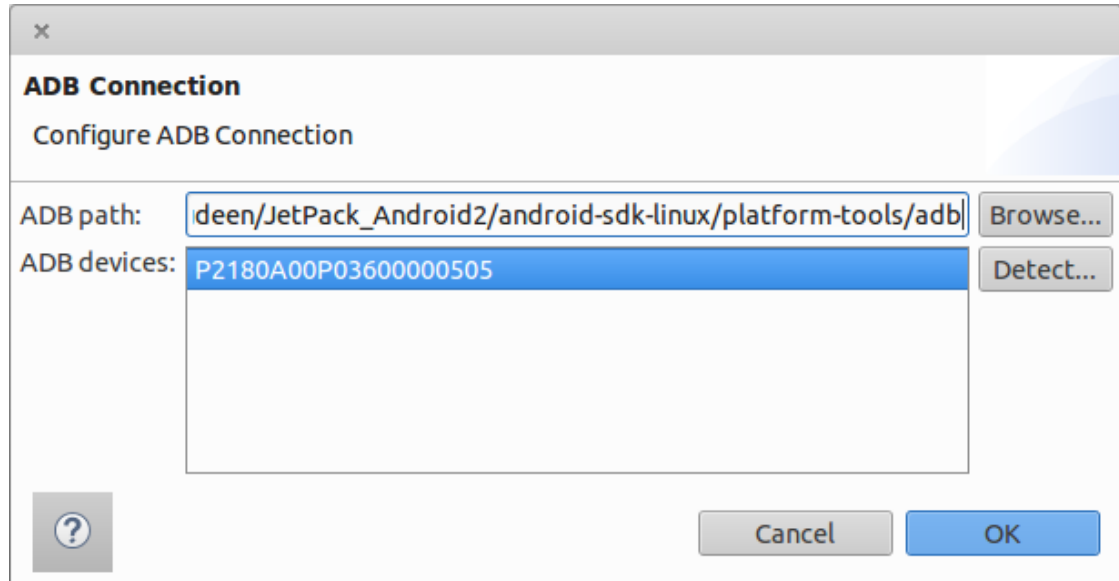 ADB Connection
Configure ADB Connection
ADB path: deen/JetPack_Android2/android-sdk-linux/platform-tools/adb Browse...
ADB devices: P2180A00P03600000505 Detect...
? Cancel OK